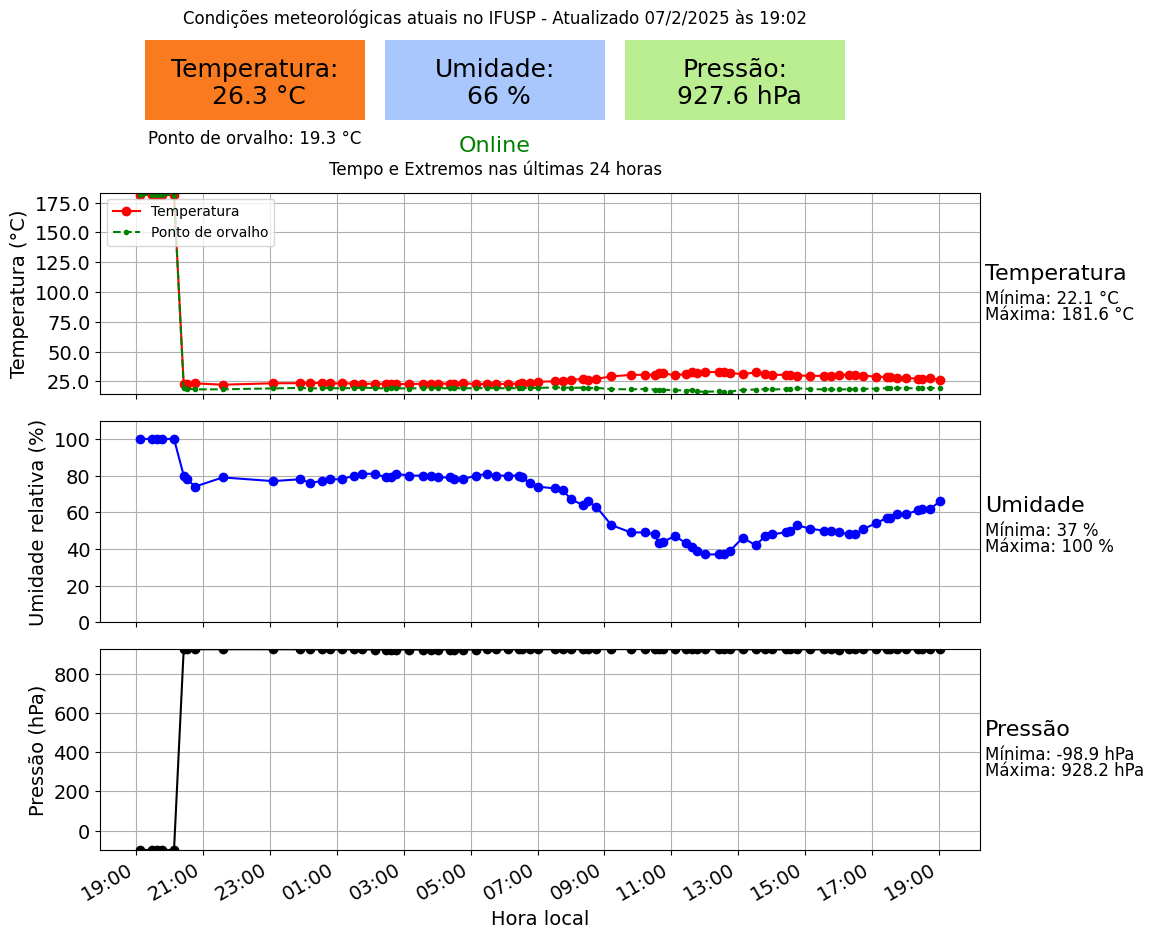 Condições meteorológicas atuais no IFUSP - Atualizado 07/2/2025 às 19:02
Temperatura:
26.3 °C
Umidade:
66 %
Pressão:
927.6 hPa
Ponto de orvalho: 19.3 °C
Online
Tempo e Extremos nas últimas 24 horas
Temperatura (°C)
175.0
150.0
125.0
100.0
75.0
50.0
25.0
Temperatura
Ponto de orvalho
Temperatura
Mínima: 22.1 °C
Máxima: 181.6 °C
Umidade relativa (%)
100
80
60
40
20
0
Umidade
Mínima: 37 %
Máxima: 100 %
Pressão (hPa)
800
600
400
200
0
Pressão
Mínima: -98.9 hPa
Máxima: 928.2 hPa
19:00 21:00 23:00 01:00 03:00 05:00 07:00 09:00 11:00 13:00 15:00 17:00 19:00
Hora local